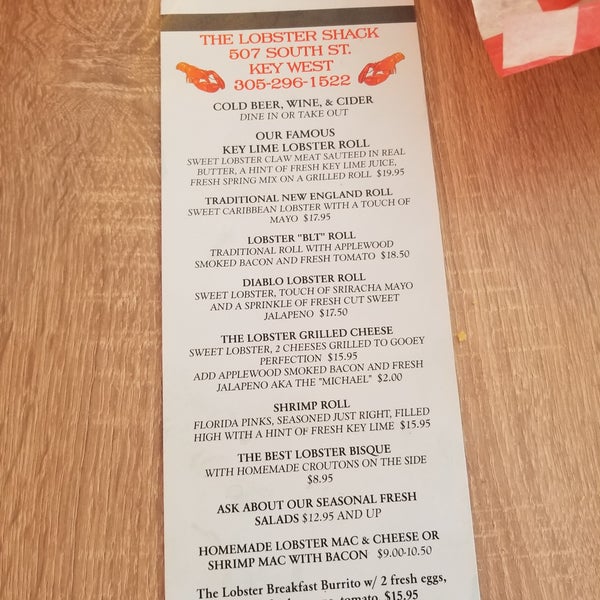 THE LOBSTER SHACK
507 SOUTH ST.
KEY WEST
305-296-1522
COLD BEER, WINE, & CIDER
DINE IN OR TAKE OUT
OUR FAMOUS
KEY LIME LOBSTER ROLL
SWEET LOBSTER CLAW MEAT SAUTEED IN REAL
BUTTER, A HINT OF FRESH KEY LIME JUICE,
FRESH SPRING MIX ON A GRILLED ROLL $19.95
TRADITIONAL NEW ENGLAND ROLL
SWEET CARIBBEAN LOBSTER WITH A TOUCH OF
MAYO $17.95
LOBSTER "BLT" ROLL
TRADITIONAL ROLL WITH APPLEWOOD
SMOKED BACON AND FRESH TOMATO $18.50
DIABLO LOBSTER ROLL
SWEET LOBSTER, TOUCH OF SRIRACHA MAYO
AND A SPRINKLE OF FRESH CUT SWEET
JALAPENO $17.50
THE LOBSTER GRILLED CHEESE
SWEET LOBSTER, 2 CHEESES GRILLED TO GOOEY
PERFECTION $15.95
ADD APPLEWOOD SMOKED BACON AND FRESH
JALAPENO AKA THE "MICHAEL" $2.00
SHRIMP ROLL
FLORIDA PINKS, SEASONED JUST RIGHT, FILLED
HIGH WITH A HINT OF FRESH KEY LIME $15.95
THE BEST LOBSTER BISQUE
WITH HOMEMADE CROUTONS ON THE SIDE
$8.95
ASK ABOUT OUR SEASONAL FRESH
SALADS $12.95 AND UP
HOMEMADE LOBSTER MAC & CHEESE OR
SHRIMP MAC WITH BACON $9.00-10.50
The Lobster Breakfast Burrito w/ 2 fresh eggs,
tomato $15.95